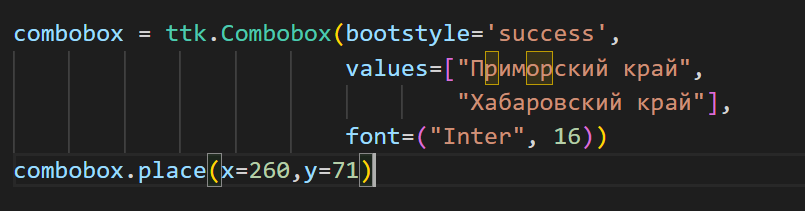 combobox = ttk.Combobox(bootstyle='success',
values=["Приморский край",
"Хабаровский край"],
font=("Inter", 16))
combobox.place(x=260,y=71)